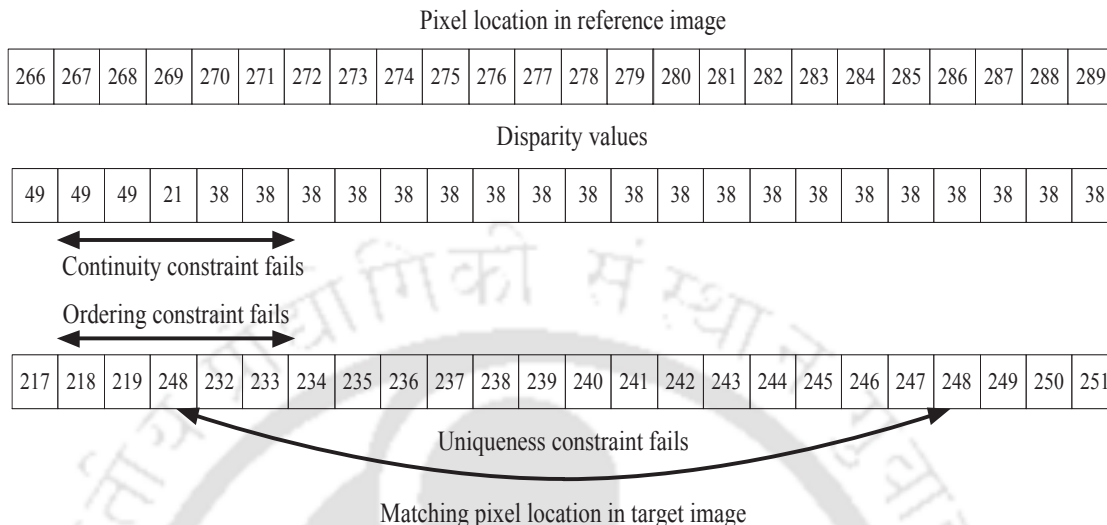 Pixel location in reference image
266 267 268 269 270 271 272 273 274 275 276 277 278 279 280 281 282 283 284 285 286 287 288 289
Disparity values
49 49 49 21 38 38 38 38 38 38 38 38 38 38 38 38 38 38 38 38 38 38 38 38
Continuity constraint fails
Ordering constraint fails
217 218 219 248 232 233 234 235 236 237 238 239 240 241 242 243 244 245 246 247 248 249 250 251
Uniqueness constraint fails
Matching pixel location in target image